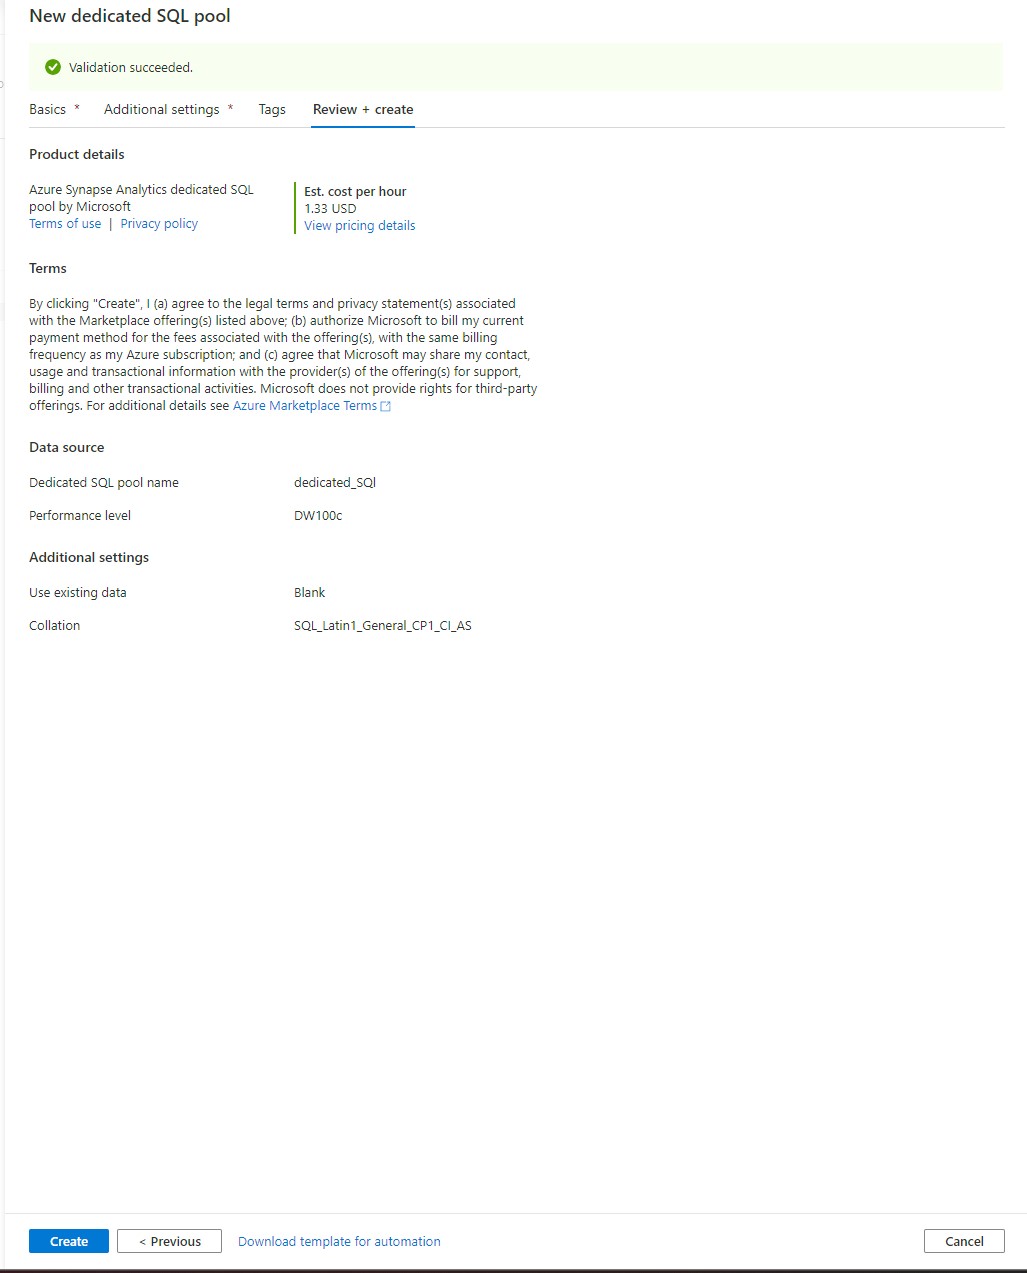 New dedicated SQL pool
Validation succeeded.
Basics * Additional settings * Tags Review + create
Product details
Azure Synapse Analytics dedicated SQL
pool by Microsoft
Terms of use | Privacy policy
Est. cost per hour
1.33 USD
View pricing details
Terms
By clicking "Create", I (a) agree to the legal terms and privacy statement(s) associated
with the Marketplace offering(s) listed above; (b) authorize Microsoft to bill my current
payment method for the fees associated with the offering(s), with the same billing
frequency as my Azure subscription; and (c) agree that Microsoft may share my contact,
usage and transactional information with the provider(s) of the offering(s) for support,
billing and other transactional activities. Microsoft does not provide rights for third-party
offerings. For additional details see Azure Marketplace Terms
Data source
Dedicated SQL pool name dedicated_SQl
Performance level DW100c
Additional settings
Use existing data Blank
Collation SQL_Latin1_General_CP1_CI_AS
Create < Previous Download template for automation Cancel